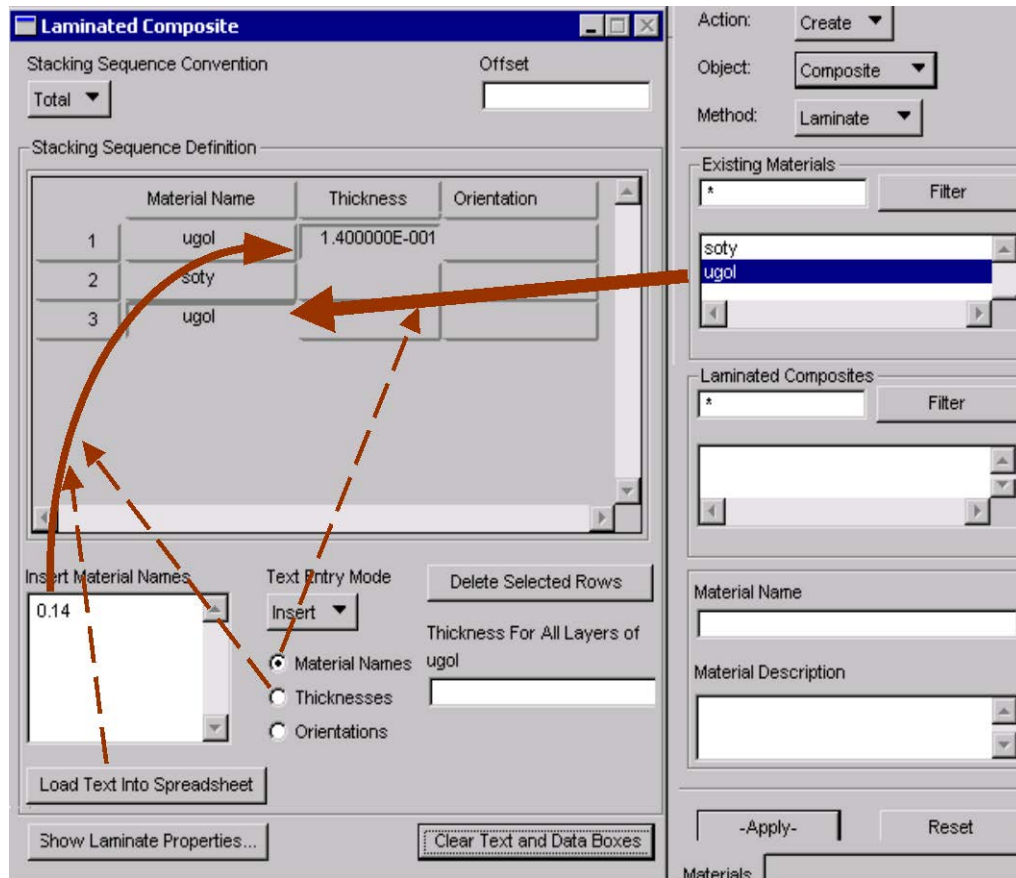 Laminated Composite
Stacking Sequence Convention
Offset
Total
Stacking Sequence Definition
Material Name Thickness Orientation
1 ugol 1.400000E-001
2 soty
3 ugol
Insert Material Names
0.14
Text Entry Mode
Insert
Material Names
Thicknesses
Orientations
Delete Selected Rows
Thickness For All Layers of
ugol
Load Text Into Spreadsheet
Show Laminate Properties...
Clear Text and Data Boxes
Action: Create
Object: Composite
Method: Laminate
Existing Materials
* Filter
soty
ugol
Laminated Composites
* Filter
Material Name
Material Description
-Apply- Reset
Materials